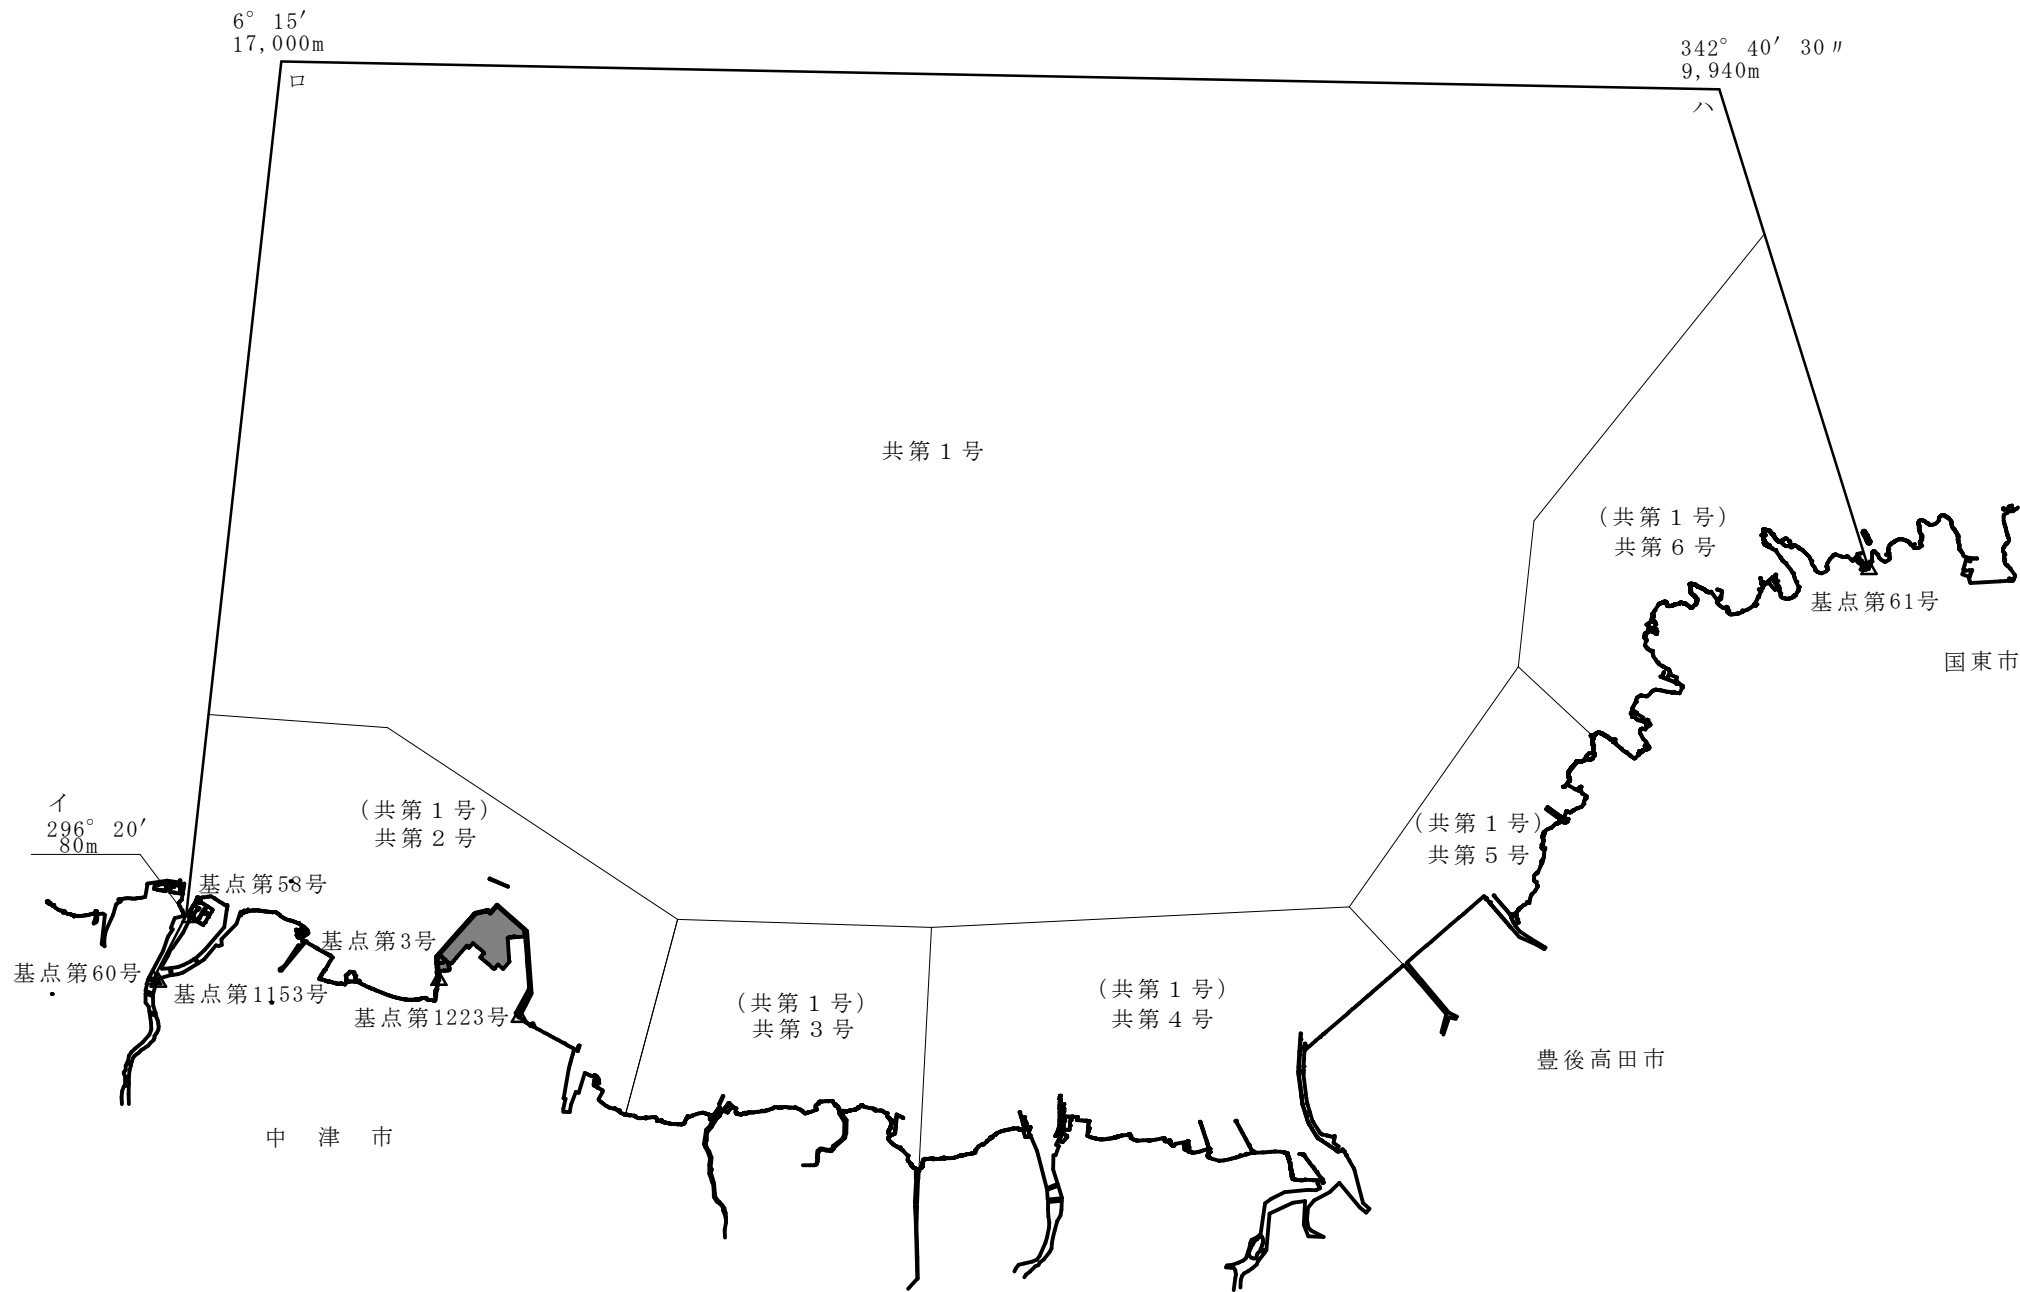 6° 15′
17,000m
342° 40′ 30〃
9,940m
ロ
ハ
共第１号
（共第１号）
共第６号
基点第61号
国東市
イ
296° 20′
80m
（共第１号）
共第２号
（共第１号）
共第５号
基点第58号
基点第3号
基点第60号
基点第1153号
基点第1223号
（共第１号）
共第３号
（共第１号）
共第４号
豊後高田市
中　津　市